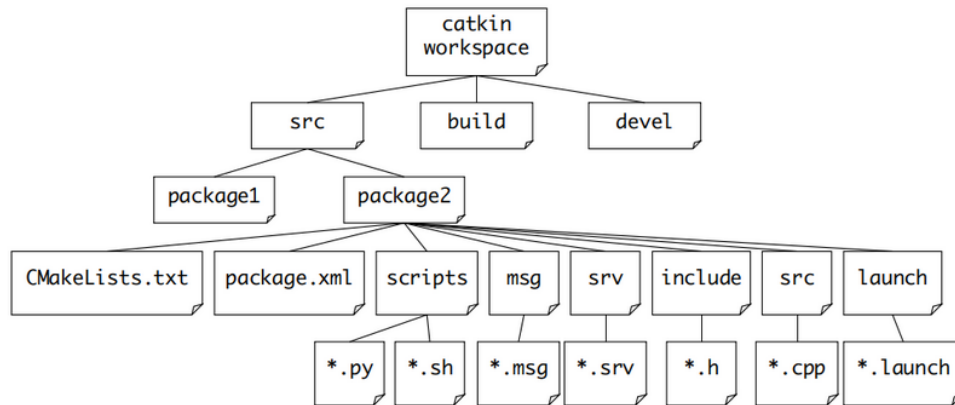 catkin
workspace
src
build
devel
package1
package2
CMakeLists.txt
package.xml
scripts
msg
srv
include
src
launch
*.py
*.sh
*.msg
*.srv
*.h
*.cpp
*.launch